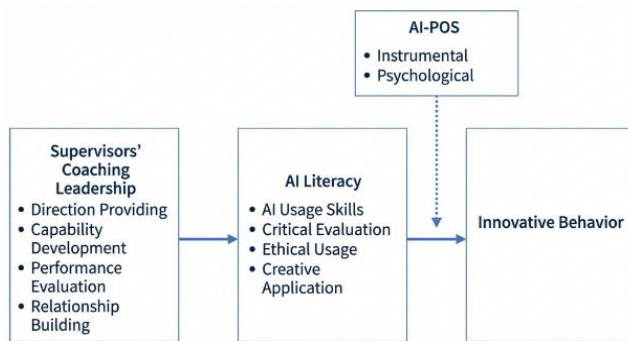 AI-POS
• Instrumental
• Psychological
Supervisors'
Coaching
Leadership
• Direction Providing
• Capability
Development
• Performance
Evaluation
• Relationship
Building
AI Literacy
• AI Usage Skills
• Critical Evaluation
• Ethical Usage
• Creative
Application
Innovative Behavior